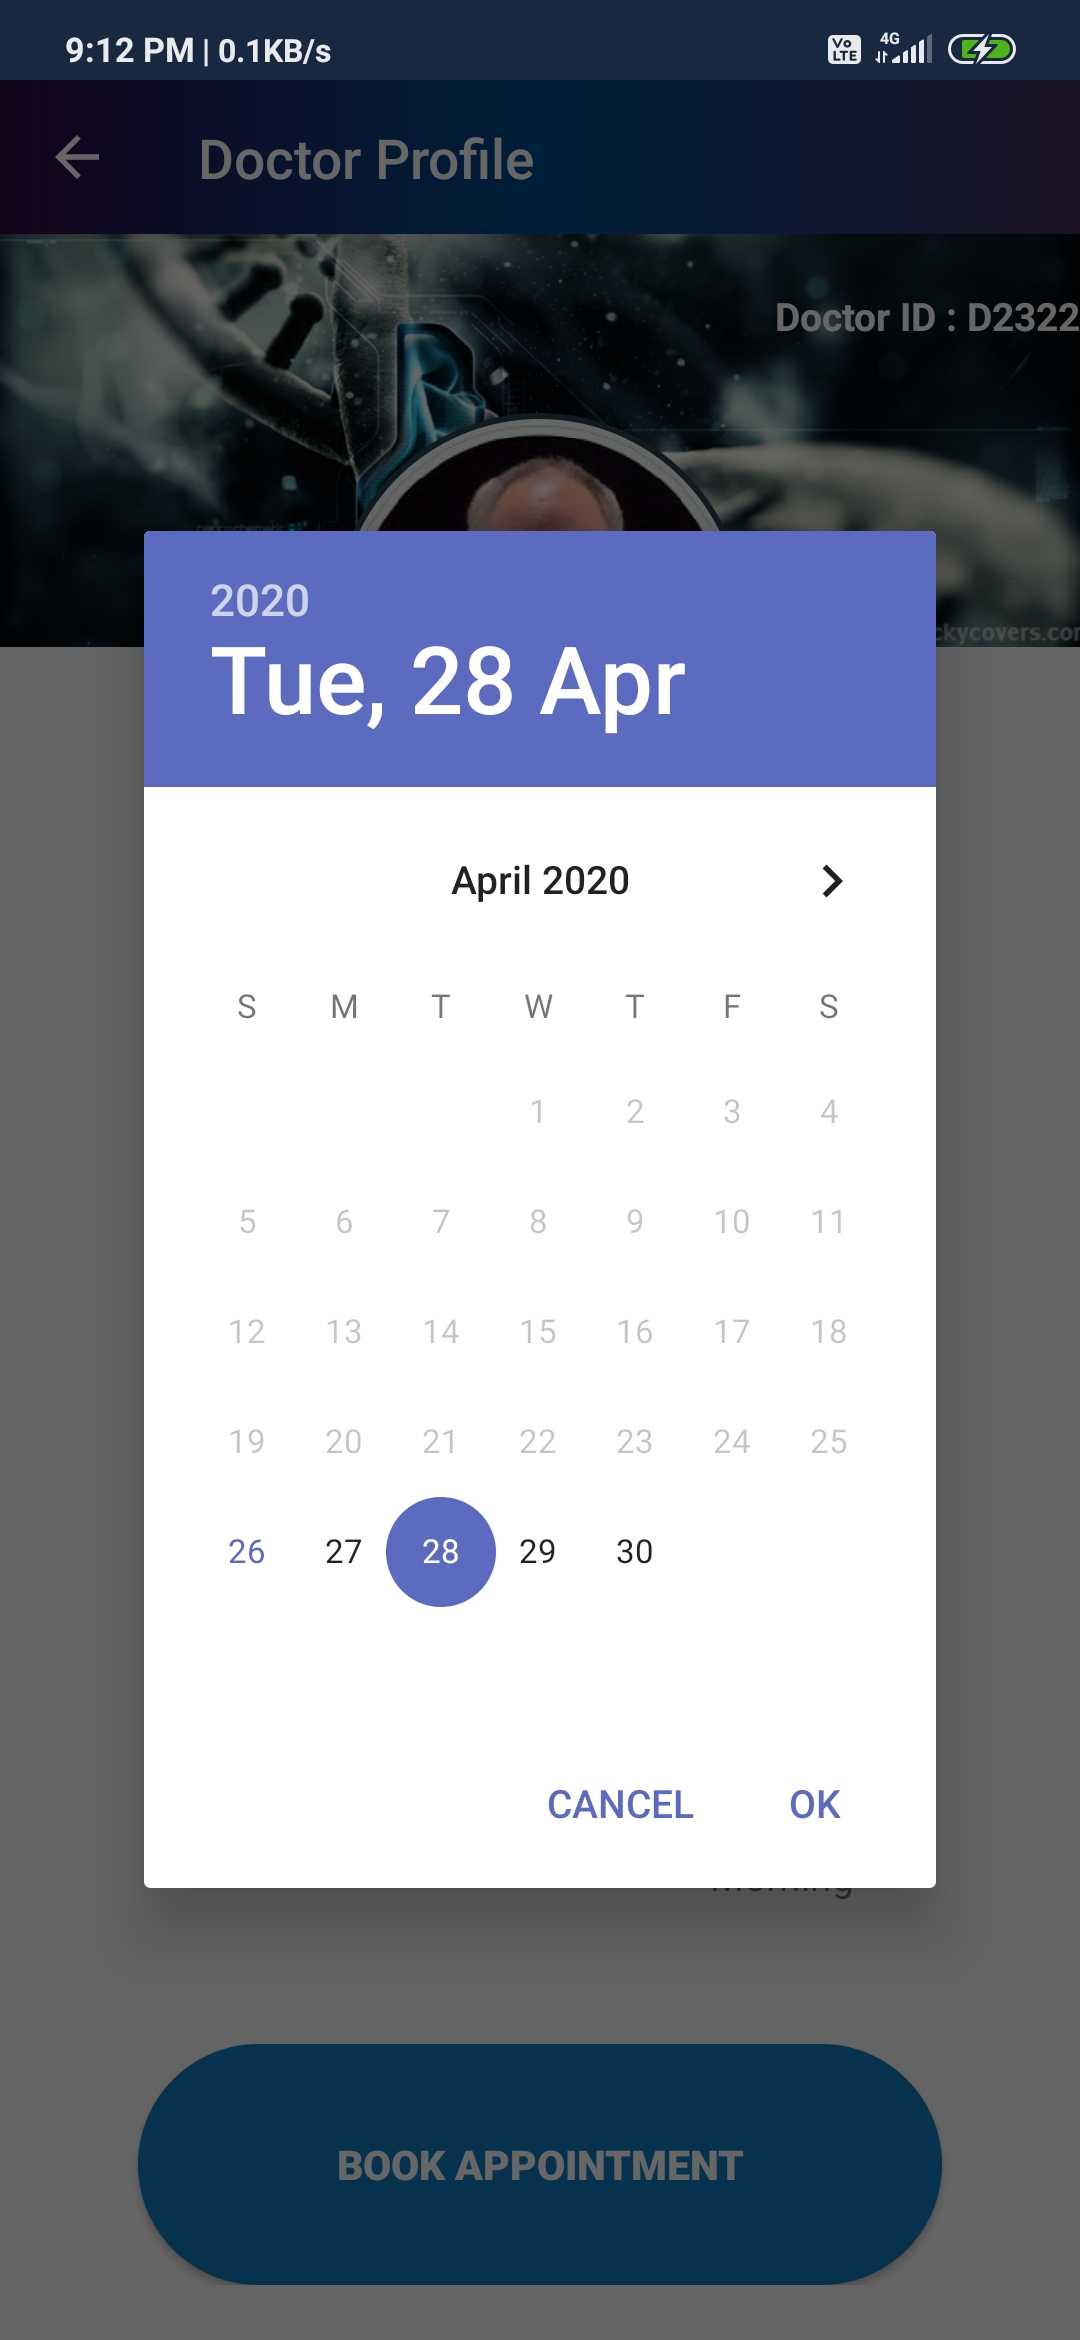 9:12 PM | 0.1KB/s
Vo LTE 4G
Doctor Profile
Doctor ID : D2322
2020
Tue, 28 Apr
April 2020
S M T W T F S
1 2 3 4
5 6 7 8 9 10 11
12 13 14 15 16 17 18
19 20 21 22 23 24 25
26 27 28 29 30
CANCEL OK
BOOK APPOINTMENT